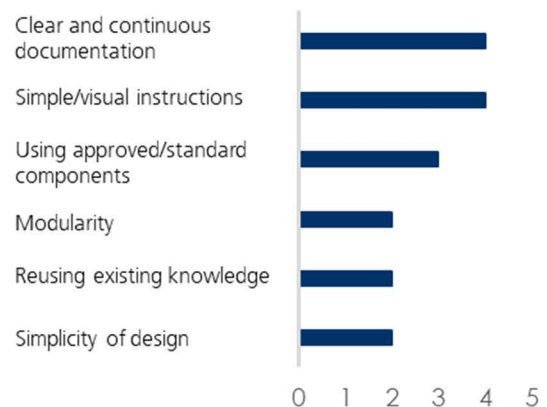 Clear and continuous
documentation
Simple/visual instructions
Using approved/standard
components
Modularity
Reusing existing knowledge
Simplicity of design
0 1 2 3 4 5